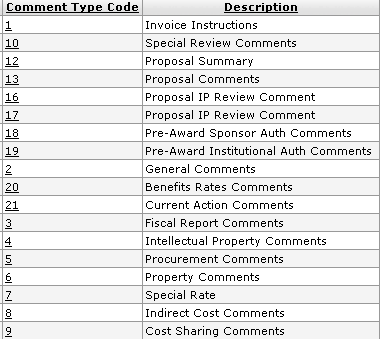 Comment Type Code Description
1 Invoice Instructions
10 Special Review Comments
12 Proposal Summary
13 Proposal Comments
16 Proposal IP Review Comment
17 Proposal IP Review Comment
18 Pre-Award Sponsor Auth Comments
19 Pre-Award Institutional Auth Comments
2 General Comments
20 Benefits Rates Comments
21 Current Action Comments
3 Fiscal Report Comments
4 Intellectual Property Comments
5 Procurement Comments
6 Property Comments
7 Special Rate
8 Indirect Cost Comments
9 Cost Sharing Comments